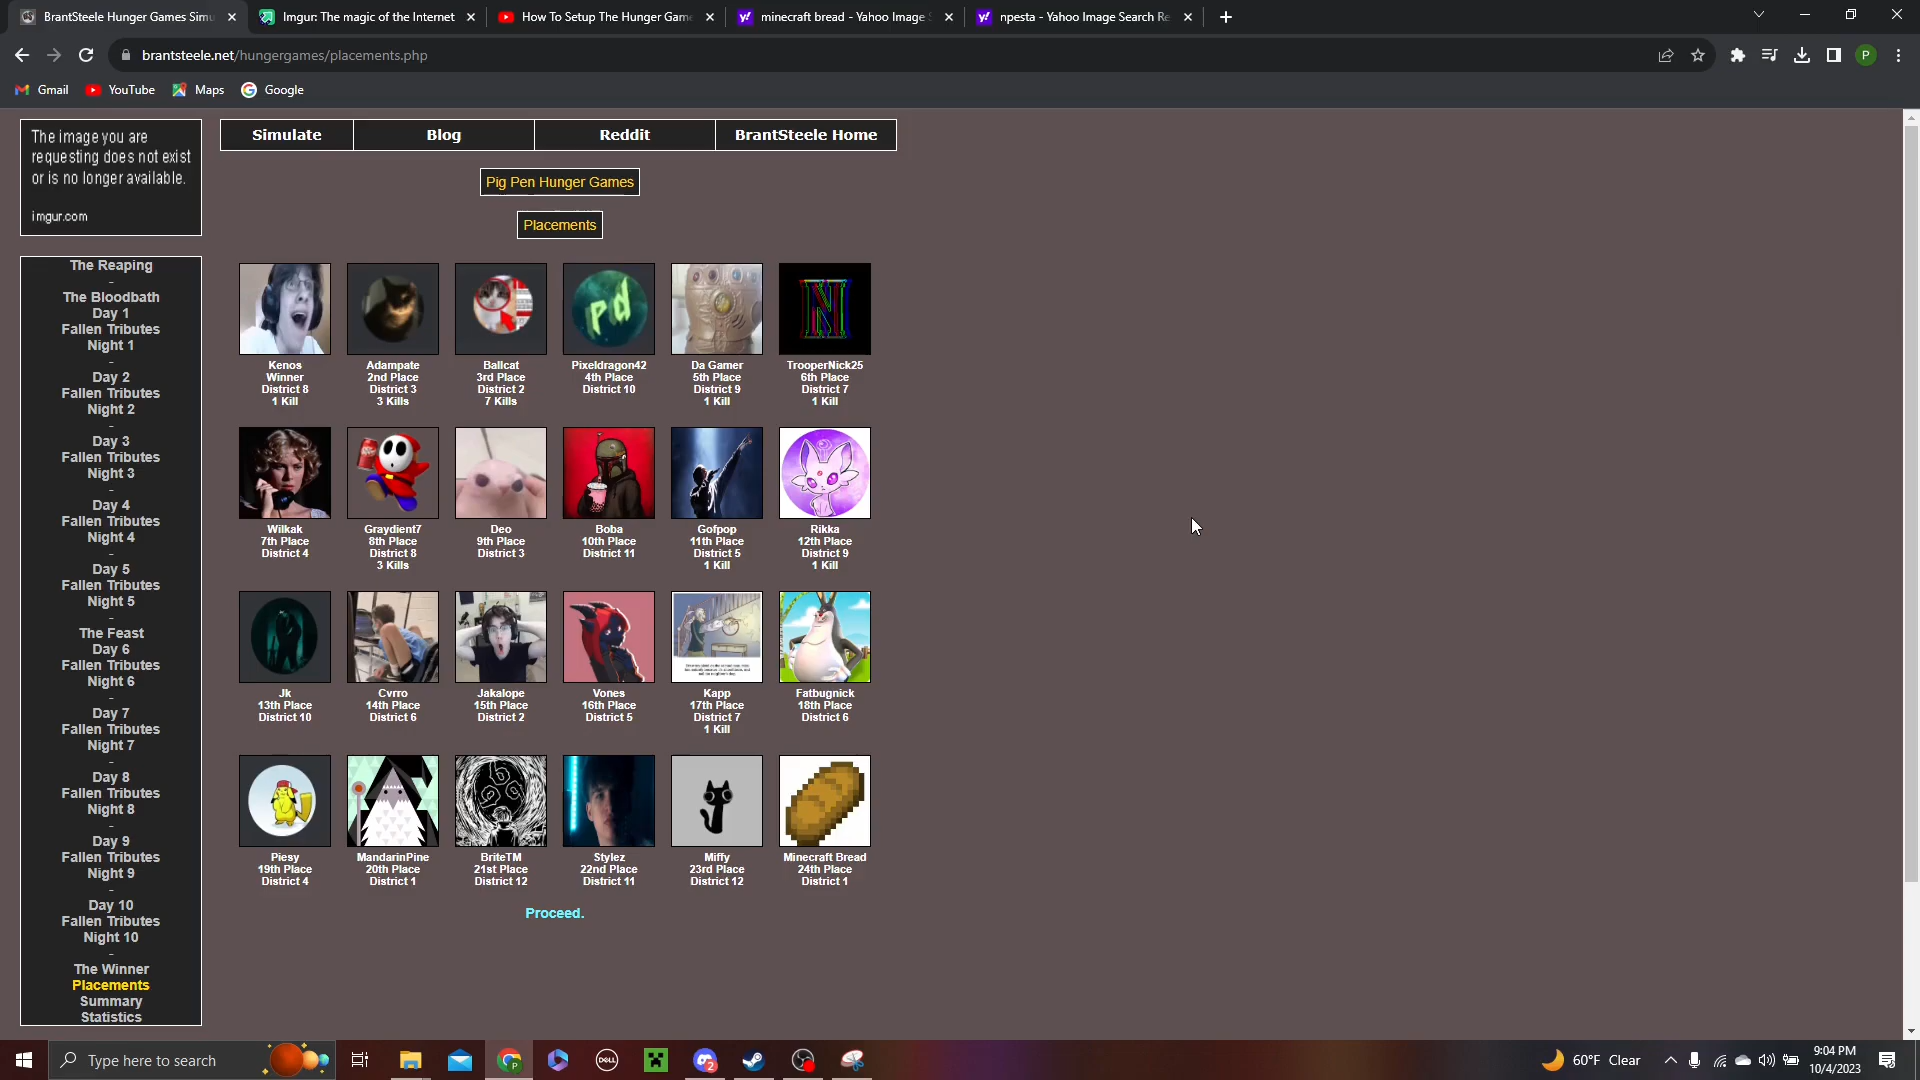 BrantSteele Hunger Games Simu
Imgur: The magic of the Internet
How To Setup The Hunger Game
minecraft bread - Yahoo Image S
npesta - Yahoo Image Search Re
brantsteele.net/hungergames/placements.php
P
Gmail
YouTube
Maps
Google
The image you are
requesting does not exist
or is no longer available.
imgur.com
Simulate
Blog
Reddit
BrantSteele Home
Pig Pen Hunger Games
Placements
The Reaping
-
The Bloodbath
Day 1
Fallen Tributes
Night 1
-
Day 2
Fallen Tributes
Night 2
-
Day 3
Fallen Tributes
Night 3
-
Day 4
Fallen Tributes
Night 4
-
Day 5
Fallen Tributes
Night 5
-
The Feast
Day 6
Fallen Tributes
Night 6
-
Day 7
Fallen Tributes
Night 7
-
Day 8
Fallen Tributes
Night 8
-
Day 9
Fallen Tributes
Night 9
-
Day 10
Fallen Tributes
Night 10
-
The Winner
Placements
Summary
Statistics
pd
N
Kenos
Winner
District 8
1 Kill
Adampate
2nd Place
District 3
3 Kills
Ballcat
3rd Place
District 2
7 Kills
Pixeldragon42
4th Place
District 10
Da Gamer
5th Place
District 9
1 Kill
TrooperNick25
6th Place
District 7
1 Kill
Wilkak
7th Place
District 4
Graydient7
8th Place
District 8
3 Kills
Deo
9th Place
District 3
Boba
10th Place
District 11
Gofpop
11th Place
District 5
1 Kill
Rikka
12th Place
District 9
1 Kill
Jk
13th Place
District 10
Cvrro
14th Place
District 6
Jakalope
15th Place
District 2
Vones
16th Place
District 5
Kapp
17th Place
District 7
1 Kill
Fatbugnick
18th Place
District 6
Piesy
19th Place
District 4
MandarinPine
20th Place
District 1
BriteTM
21st Place
District 12
Stylez
22nd Place
District 11
Miffy
23rd Place
District 12
Minecraft Bread
24th Place
District 1
Proceed.
Type here to search
DELL
2
60°F Clear
9:04 PM
10/4/2023